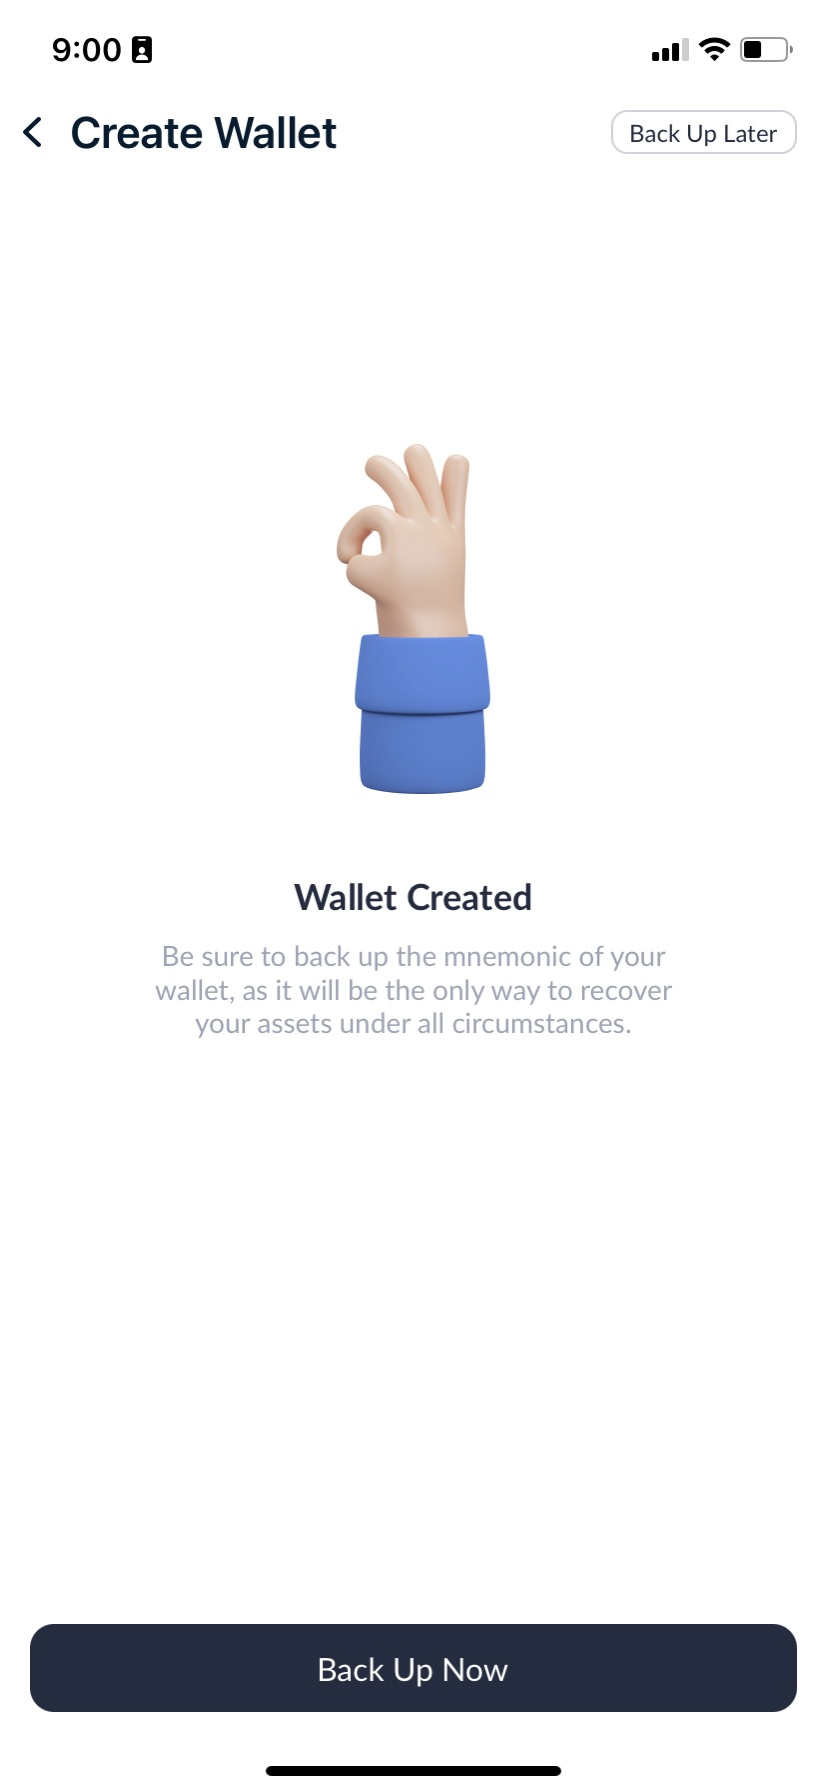 9:00
Create Wallet
Back Up Later
Wallet Created
Be sure to back up the mnemonic of your
wallet, as it will be the only way to recover
your assets under all circumstances.
Back Up Now